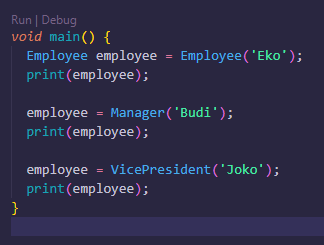 Run | Debug
void main() {
  Employee employee = Employee('Eko');
  print(employee);

  employee = Manager('Budi');
  print(employee);

  employee = VicePresident('Joko');
  print(employee);
}